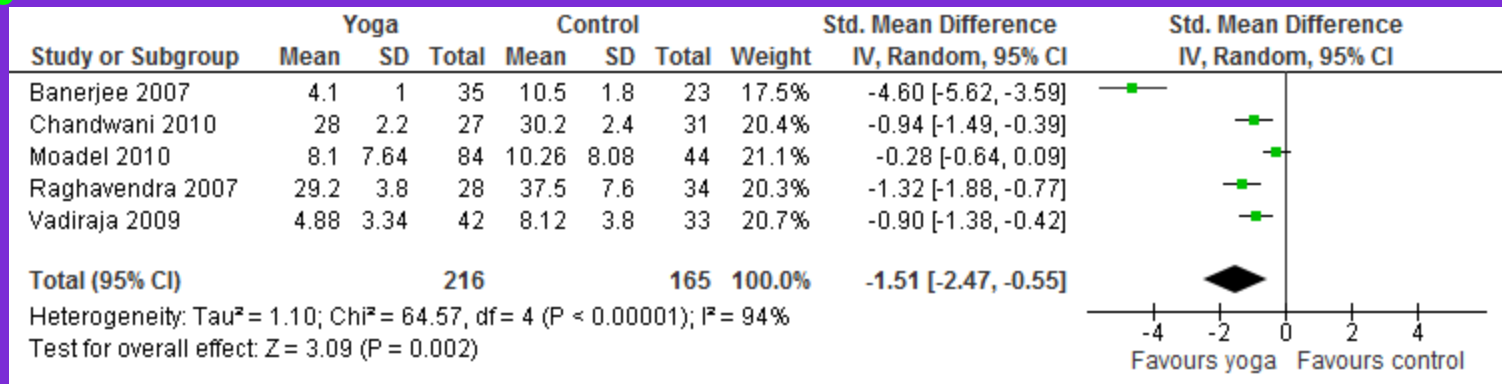 Yoga Control Std. Mean Difference Std. Mean Difference
Study or Subgroup Mean SD Total Mean SD Total Weight IV, Random, 95% CI IV, Random, 95% CI
Banerjee 2007 4.1 1 35 10.5 1.8 23 17.5% -4.60 [-5.62, -3.59]
Chandwani 2010 28 2.2 27 30.2 2.4 31 20.4% -0.94 [-1.49, -0.39]
Moadel 2010 8.1 7.64 84 10.26 8.08 44 21.1% -0.28 [-0.64, 0.09]
Raghavendra 2007 29.2 3.8 28 37.5 7.6 34 20.3% -1.32 [-1.88, -0.77]
Vadiraja 2009 4.88 3.34 42 8.12 3.8 33 20.7% -0.90 [-1.38, -0.42]
Total (95% CI) 216 165 100.0% -1.51 [-2.47, -0.55]
Heterogeneity: Tau² = 1.10; Chi² = 64.57, df = 4 (P < 0.00001); I² = 94%
Test for overall effect: Z = 3.09 (P = 0.002)
-4 -2 0 2 4
Favours yoga Favours control